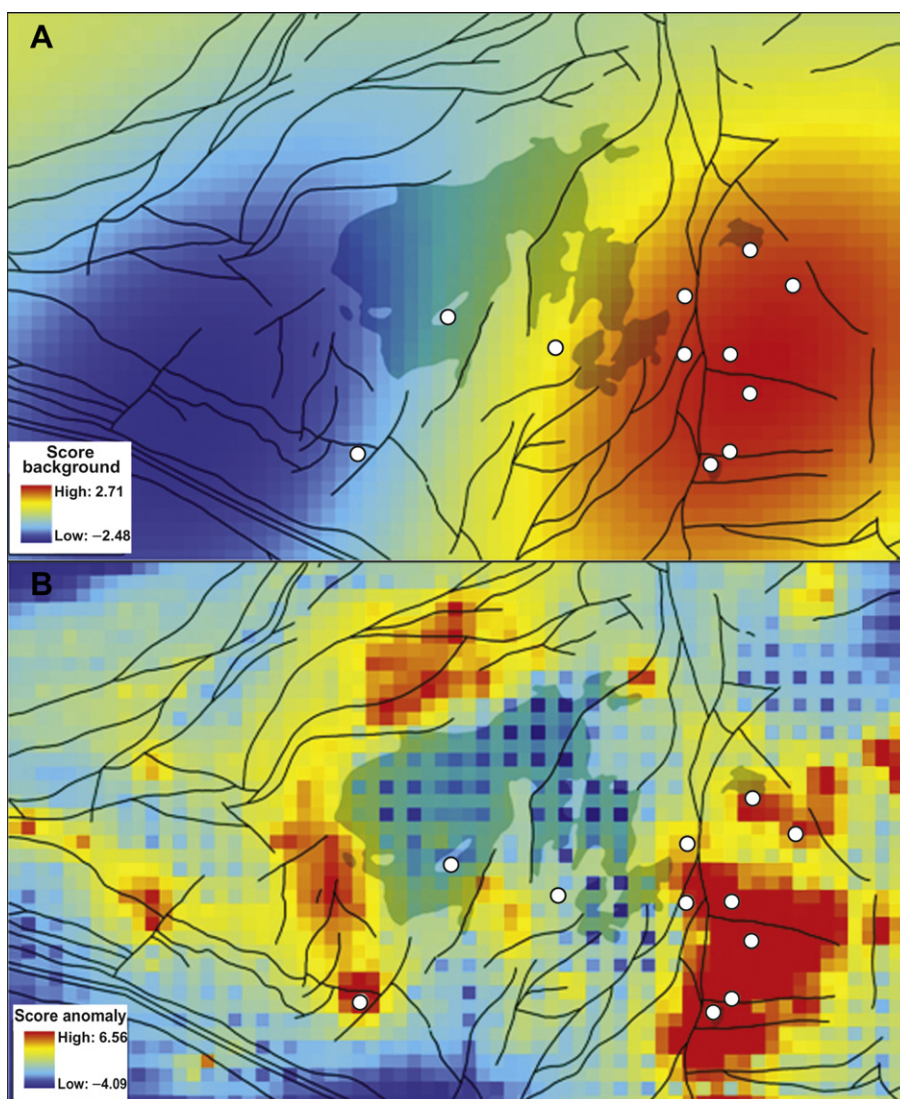 A
Score
background
High: 2.71
Low: −2.48
B
Score anomaly
High: 6.56
Low: −4.09